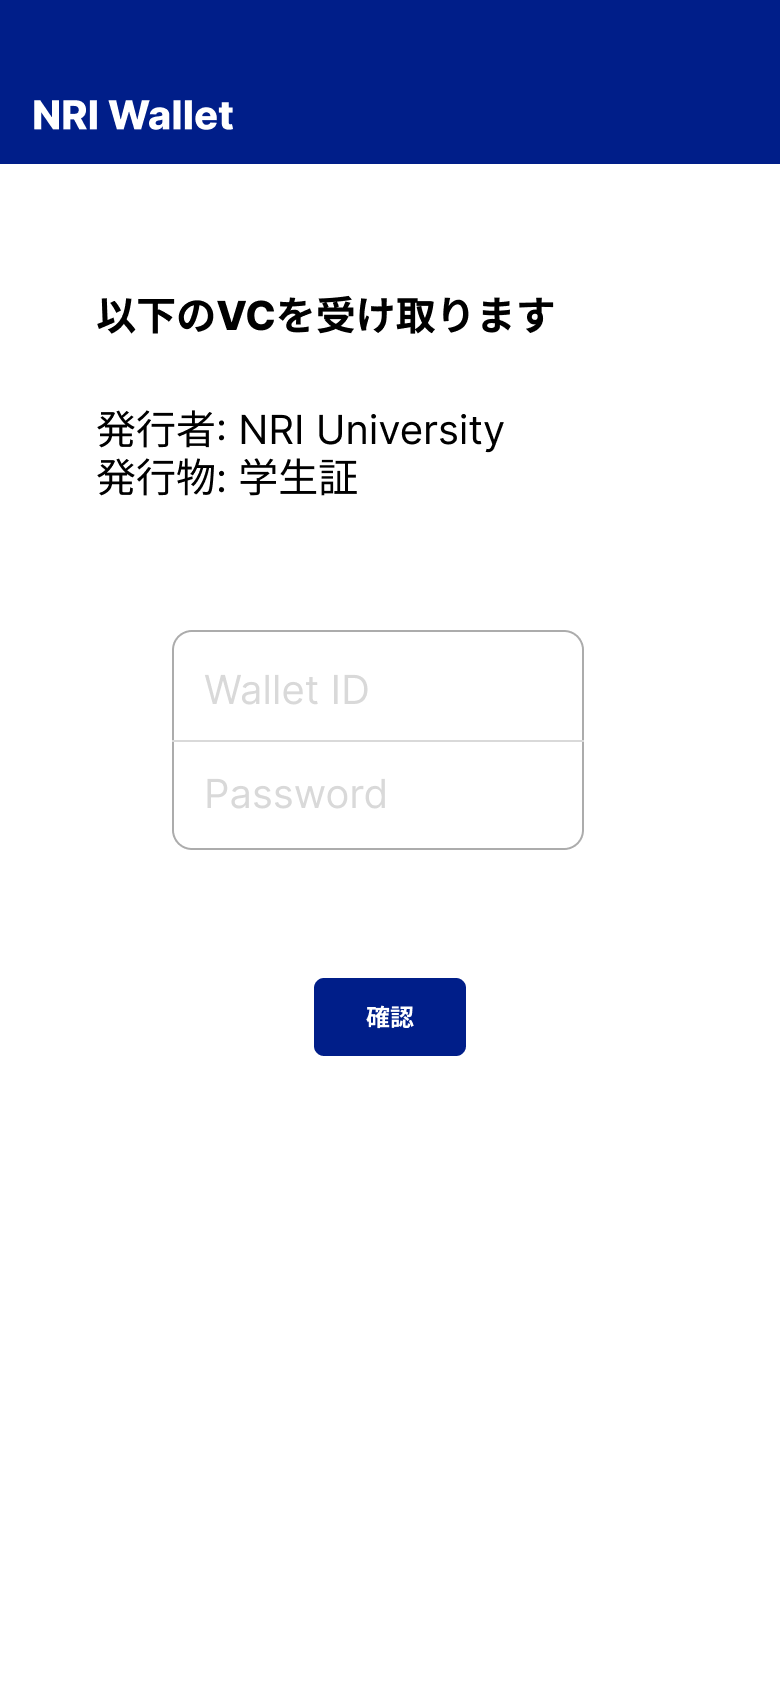 NRI Wallet
以下のVCを受け取ります
発行者: NRI University
発行物: 学生証
Wallet ID
Password
確認